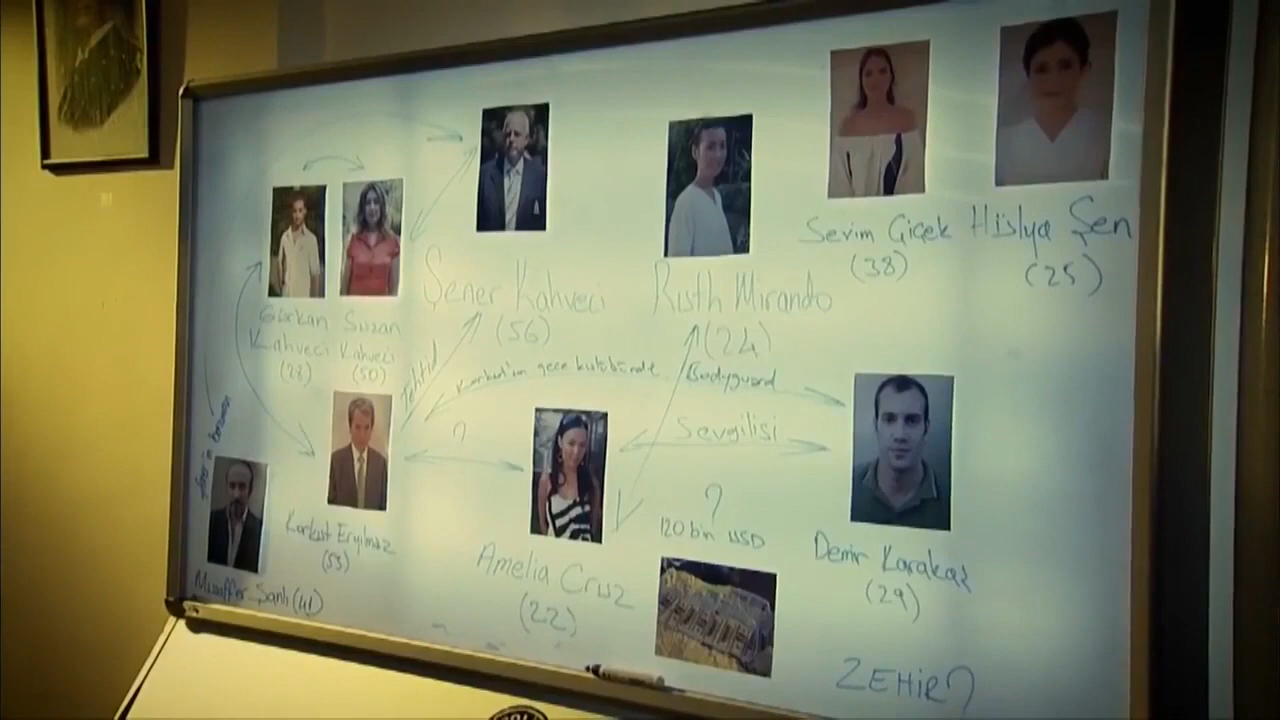 Sevim Çiçek
(38)
Hülya Şen
(25)
Şener Kahveci
(56)
Ruth Mirando
(24)
Gürkan
Kahveci
(28)
Suzan
Kahveci
(50)
Tehtid
Korkut'un gece kulübünde
Bodyguard
?
Sevgilisi
Korkut Eryılmaz
(53)
?
120 bin USD
Demir Karakaz
(29)
Amelia Cruz
(22)
Muzaffer Şanlı (41)
ZEHİR?